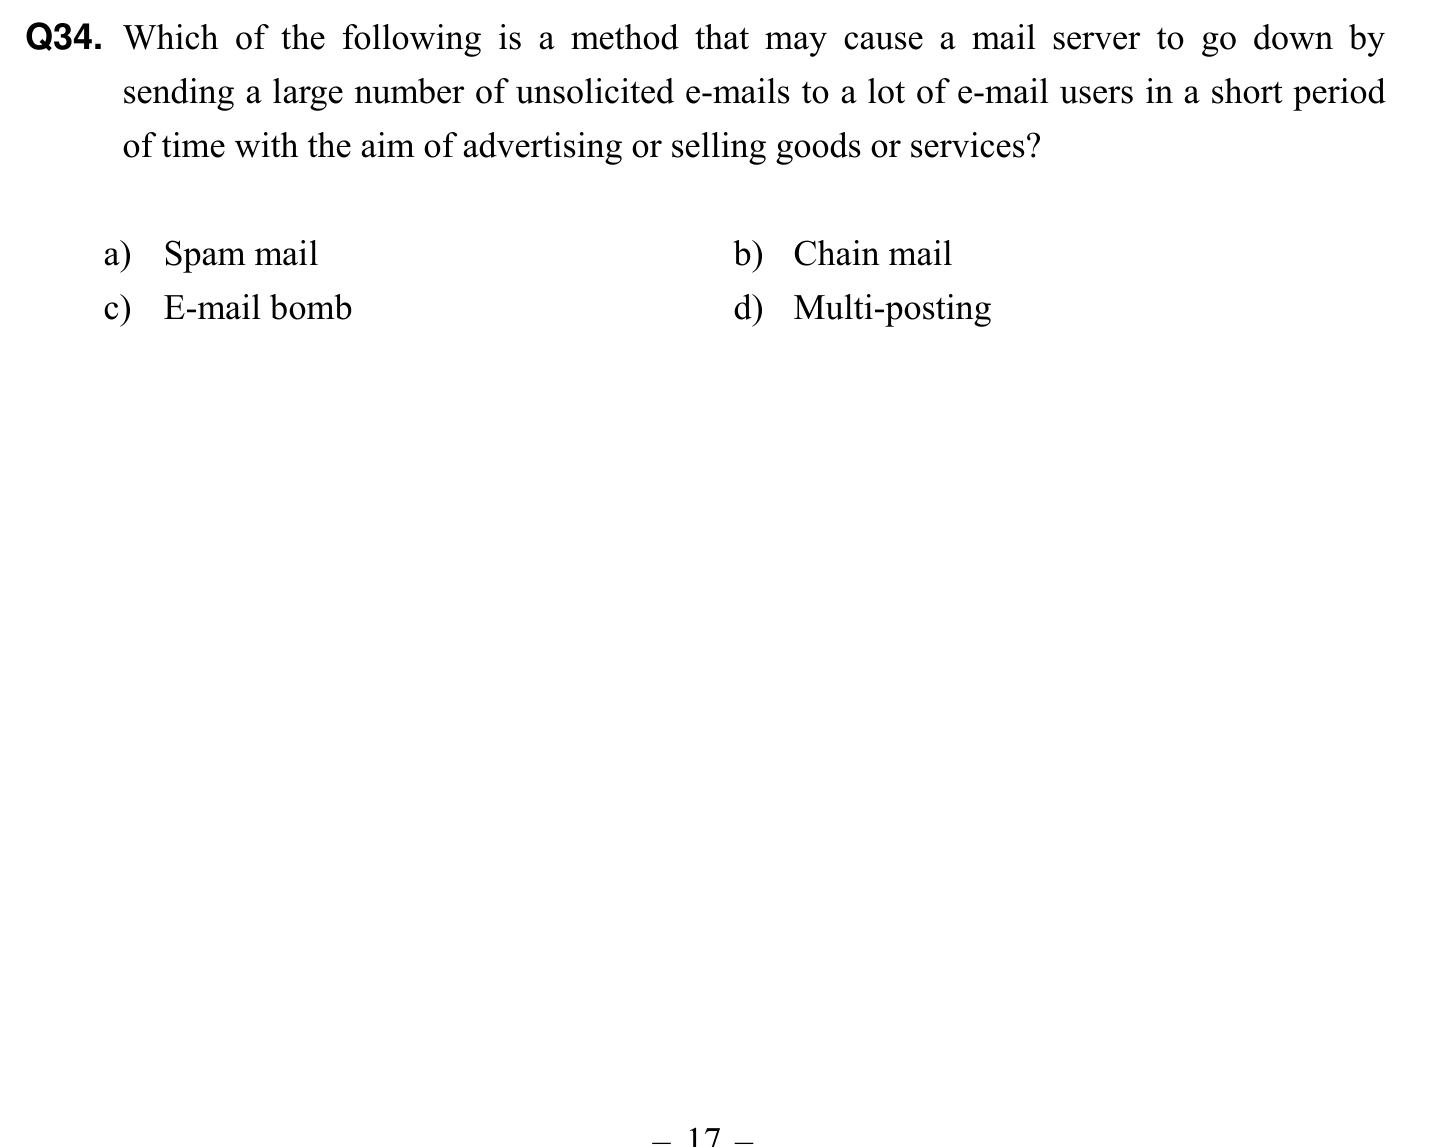 Q34. Which of the following is a method that may cause a mail server to go down by
sending a large number of unsolicited e-mails to a lot of e-mail users in a short period
of time with the aim of advertising or selling goods or services?
a) Spam mail b) Chain mail
c) E-mail bomb d) Multi-posting
– 17 –